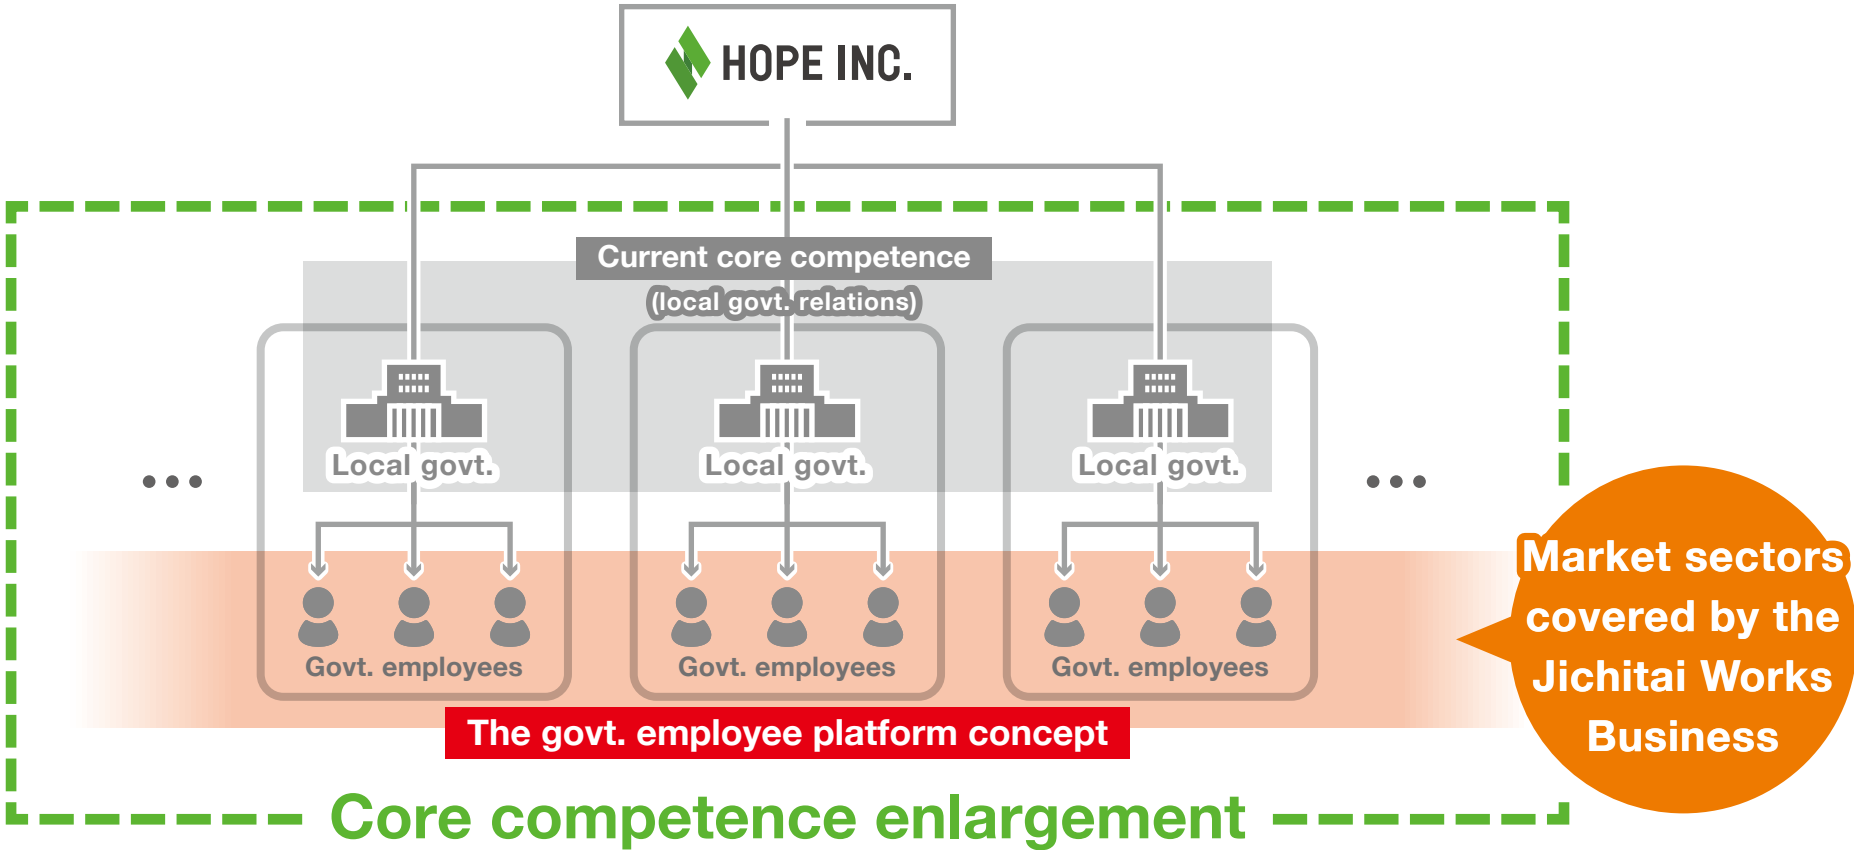 HOPE INC.
Current core competence
(local govt. relations)
Local govt.
Local govt.
Local govt.
...
...
Govt. employees
Govt. employees
Govt. employees
Market sectors
covered by the
Jichitai Works
Business
The govt. employee platform concept
Core competence enlargement